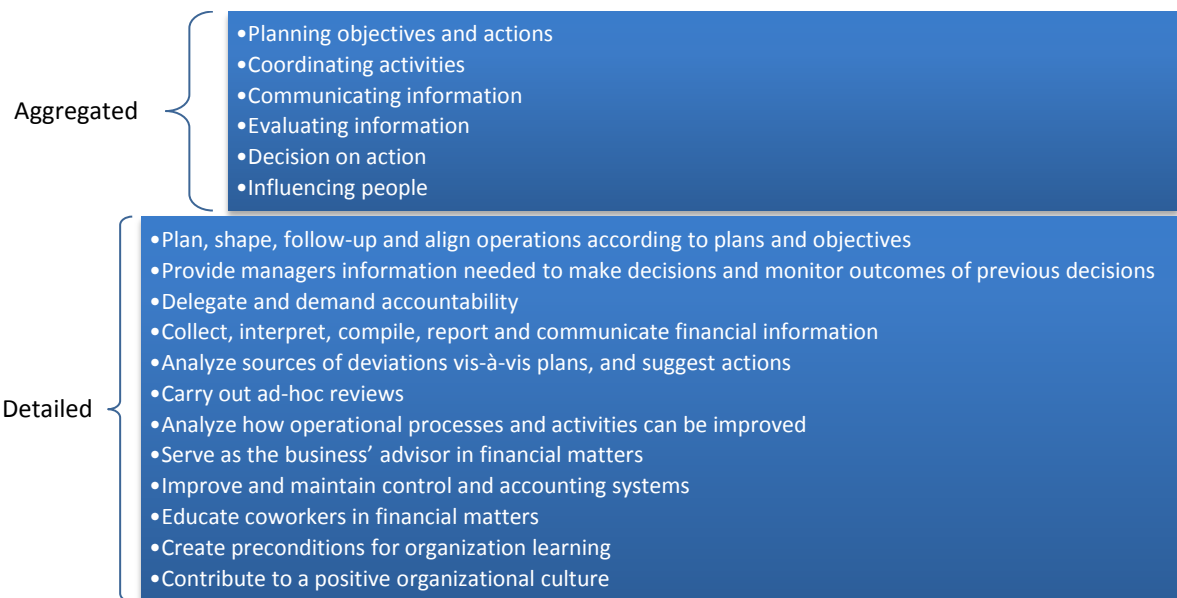 Aggregated
•Planning objectives and actions
•Coordinating activities
•Communicating information
•Evaluating information
•Decision on action
•Influencing people
Detailed
•Plan, shape, follow-up and align operations according to plans and objectives
•Provide managers information needed to make decisions and monitor outcomes of previous decisions
•Delegate and demand accountability
•Collect, interpret, compile, report and communicate financial information
•Analyze sources of deviations vis-à-vis plans, and suggest actions
•Carry out ad-hoc reviews
•Analyze how operational processes and activities can be improved
•Serve as the business’ advisor in financial matters
•Improve and maintain control and accounting systems
•Educate coworkers in financial matters
•Create preconditions for organization learning
•Contribute to a positive organizational culture